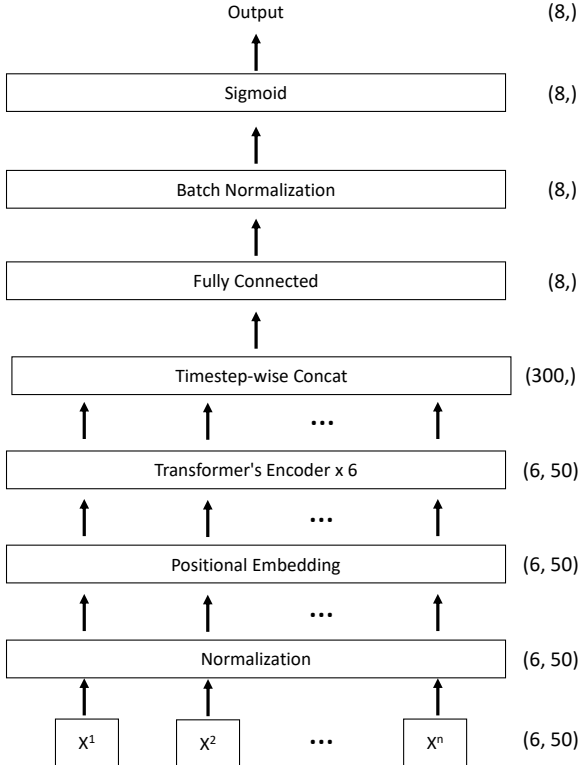 Output (8,)
Sigmoid (8,)
Batch Normalization (8,)
Fully Connected (8,)
Timestep-wise Concat (300,)
...
Transformer's Encoder x 6 (6, 50)
...
Positional Embedding (6, 50)
...
Normalization (6, 50)
X¹ X² ... Xⁿ (6, 50)